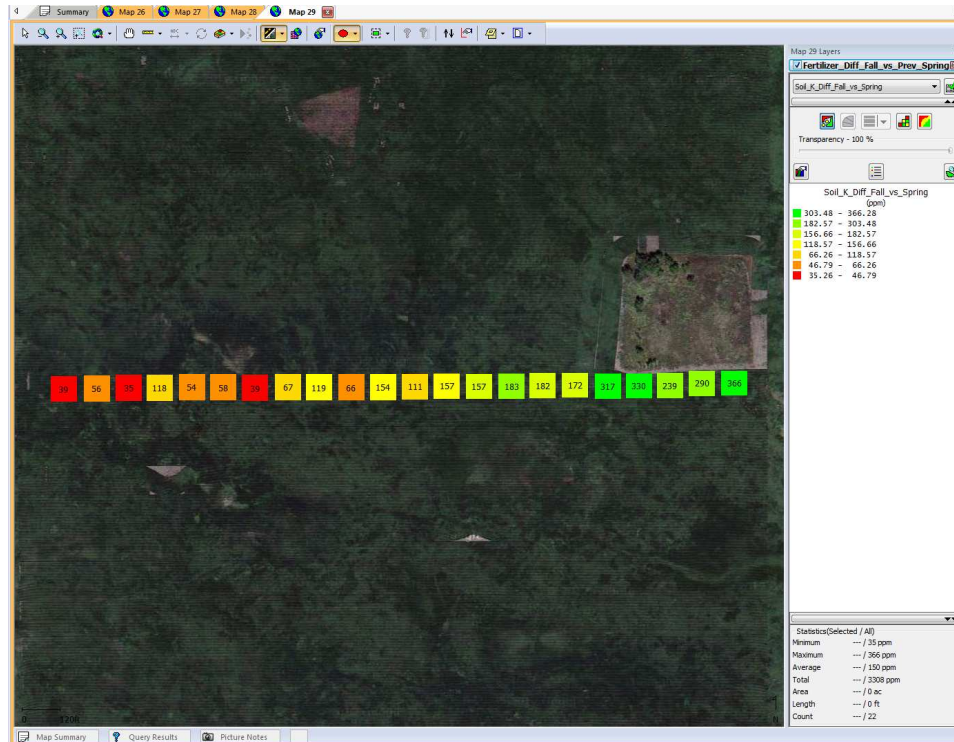 Summary Map 26 Map 27 Map 28 Map 29
Map 29 Layers
Fertilizer_Diff_Fall_vs_Prev_Spring
Soil_K_Diff_Fall_vs_Spring
Transparency - 100 %
Soil_K_Diff_Fall_vs_Spring
(ppm)
303.48 - 366.28
182.57 - 303.48
156.66 - 182.57
118.57 - 156.66
66.26 - 118.57
46.79 - 66.26
35.26 - 46.79
39 56 35 118 54 58 39 67 119 66 154 111 157 157 183 182 172 317 330 239 290 366
Statistics(Selected / All)
Minimum --- / 35 ppm
Maximum --- / 366 ppm
Average --- / 150 ppm
Total --- / 3308 ppm
Area --- / 0 ac
Length --- / 0 ft
Count --- / 22
0 1200
Map Summary Query Results Picture Notes